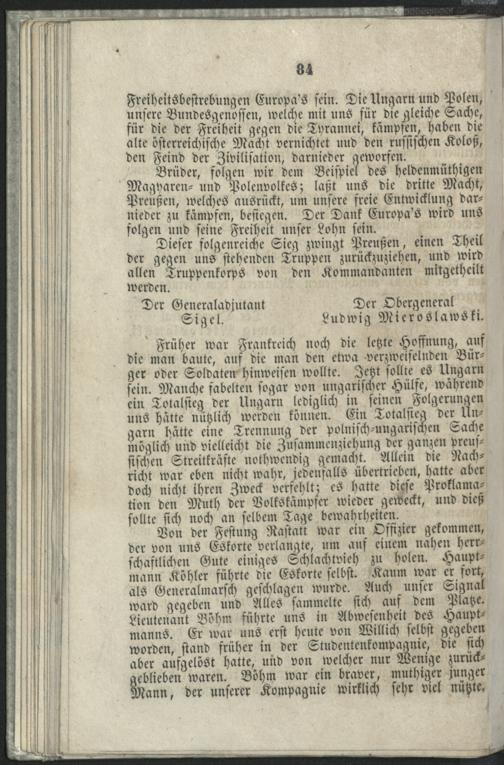 84
Freiheitsbestrebungen Europa's sein. Die Ungarn und Polen,
unsere Bundesgenossen, welche mit uns für die gleiche Sache,
für die der Freiheit gegen die Tyrannei, kämpfen, haben die
alte österreichische Macht vernichtet und den russischen Koloß,
den Feind der Zivilisation, darnieder geworfen.
Brüder, folgen wir dem Beispiel des heldenmüthigen
Magyaren- und Polenvolkes; laßt uns die dritte Macht,
Preußen, welches ausrückt, um unsere freie Entwicklung dar-
nieder zu kämpfen, besiegen. Der Dank Europa's wird uns
folgen und seine Freiheit unser Lohn sein.
Dieser folgenreiche Sieg zwingt Preußen, einen Theil
der gegen uns stehenden Truppen zurückzuziehen, und wird
allen Truppenkorps von den Kommandanten mitgetheilt
werden.
Der Generaladjutant Der Obergeneral
Sigel. Ludwig Mieroslawski.
Früher war Frankreich noch die letzte Hoffnung, auf
die man baute, auf die man den etwa verzweifelnden Bür-
ger oder Soldaten hinweisen wollte. Jetzt sollte es Ungarn
sein. Manche fabelten sogar von ungarischer Hülfe, während
ein Totalsieg der Ungarn lediglich in seinen Folgerungen
uns hätte nützlich werden können. Ein Totalsieg der Un-
garn hätte eine Trennung der polnisch-ungarischen Sache
möglich und vielleicht die Zusammenziehung der ganzen preus-
sischen Streitkräfte nothwendig gemacht. Allein die Nach-
richt war eben nicht wahr, jedenfalls übertrieben, hatte aber
doch nicht ihren Zweck verfehlt; es hatte diese Proklama-
tion den Muth der Volkskämpfer wieder geweckt, und dieß
sollte sich noch an selbem Tage bewahrheiten.
Von der Festung Rastatt war ein Offizier gekommen,
der von uns Eskorte verlangte, um auf einem nahen herr-
schaftlichen Gute einiges Schlachtvieh zu holen. Haupt-
mann Köhler führte die Eskorte selbst. Kaum war er fort,
als Generalmarsch geschlagen wurde. Auch unser Signal
ward gegeben und Alles sammelte sich auf dem Platze.
Lieutenant Böhm führte uns in Abwesenheit des Haupt-
manns. Er war uns erst heute von Willich selbst gegeben
worden, stand früher in der Studentenkompagnie, die sich
aber aufgelöst hatte, und von welcher nur Wenige zurück-
geblieben waren. Böhm war ein braver, muthiger junger
Mann, der unserer Kompagnie wirklich sehr viel nützte.